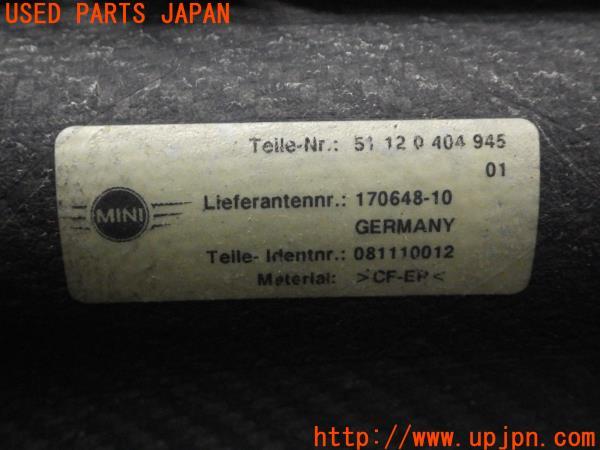 USED PARTS JAPAN
Teile-Nr.: 51 12 0 404 945
01
MINI
Lieferantennr.: 170648-10
GERMANY
Teile- Identnr.: 081110012
Material: >CF-EP<
UPJ
http://www.upjpn.com